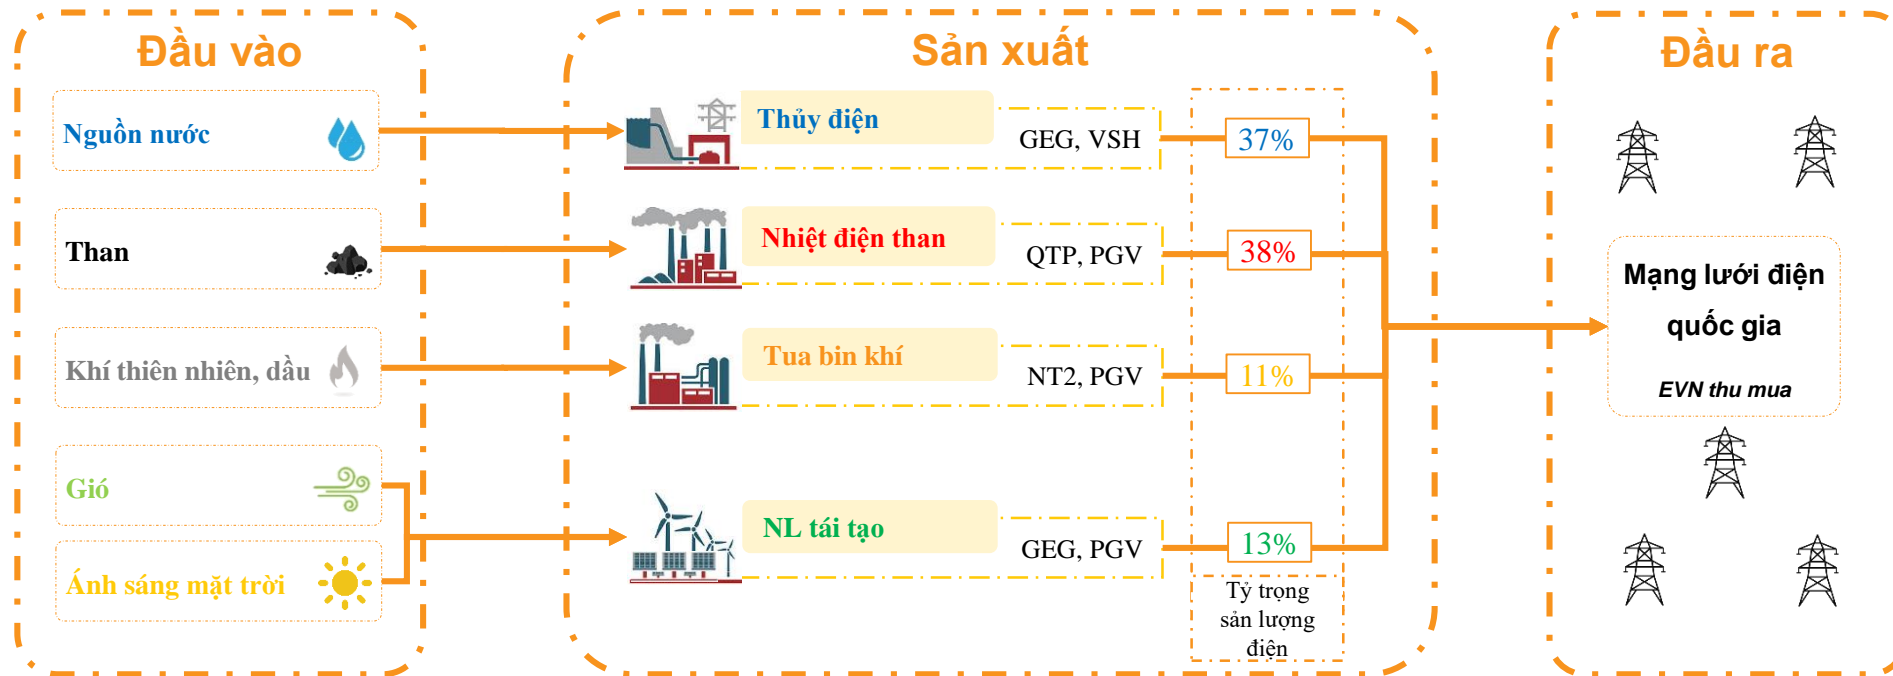 Đầu vào
Sản xuất
Đầu ra
Nguồn nước
Thủy điện
GEG, VSH
37%
Than
Nhiệt điện than
QTP, PGV
38%
Mạng lưới điện
quốc gia
EVN thu mua
Khí thiên nhiên, dầu
Tua bin khí
NT2, PGV
11%
Gió
Ánh sáng mặt trời
NL tái tạo
GEG, PGV
13%
Tỷ trọng
sản lượng
điện